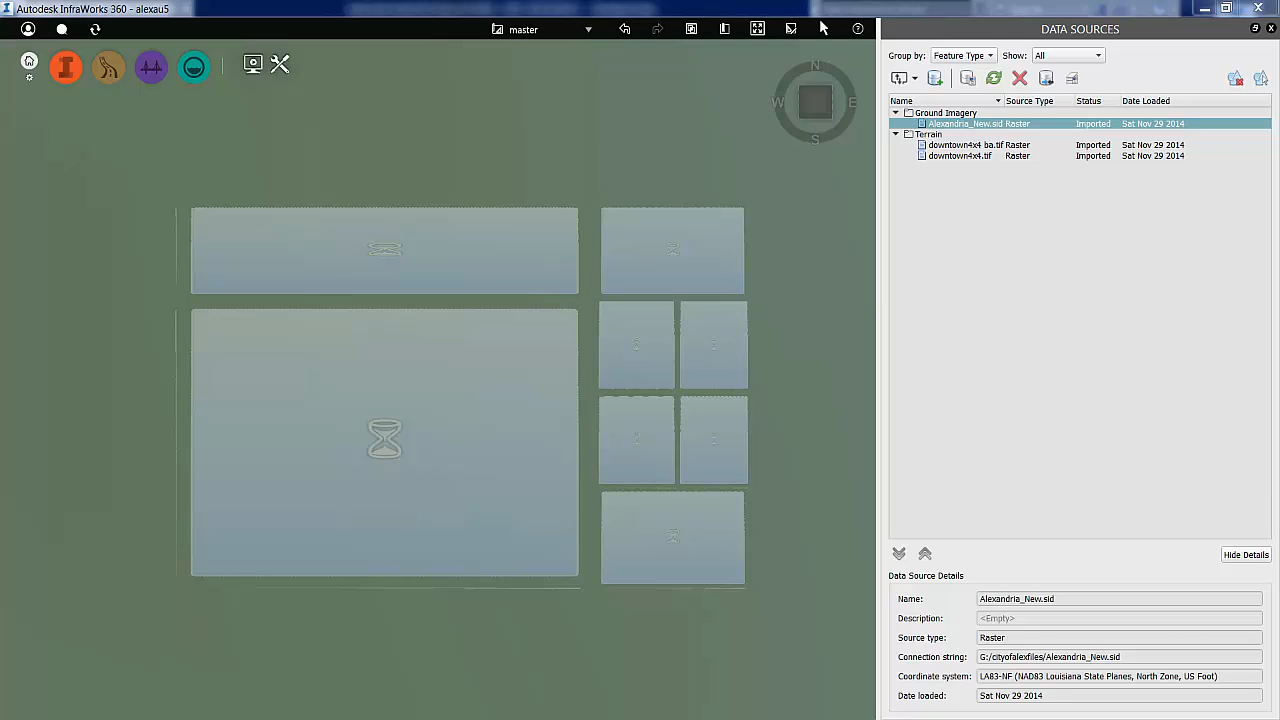 Autodesk InfraWorks 360 - alexau5
master
DATA SOURCES
Group by: Feature Type Show: All
N
W E
S
Name Source Type Status Date Loaded
Ground Imagery
Alexandria_New.sid Raster Imported Sat Nov 29 2014
Terrain
downtown4x4 ba.tif Raster Imported Sat Nov 29 2014
downtown4x4.tif Raster Imported Sat Nov 29 2014
Hide Details
Data Source Details
Name: Alexandria_New.sid
Description: <Empty>
Source type: Raster
Connection string: G:/cityofalexfiles/Alexandria_New.sid
Coordinate system: LA83-NF (NAD83 Louisiana State Planes, North Zone, US Foot)
Date loaded: Sat Nov 29 2014